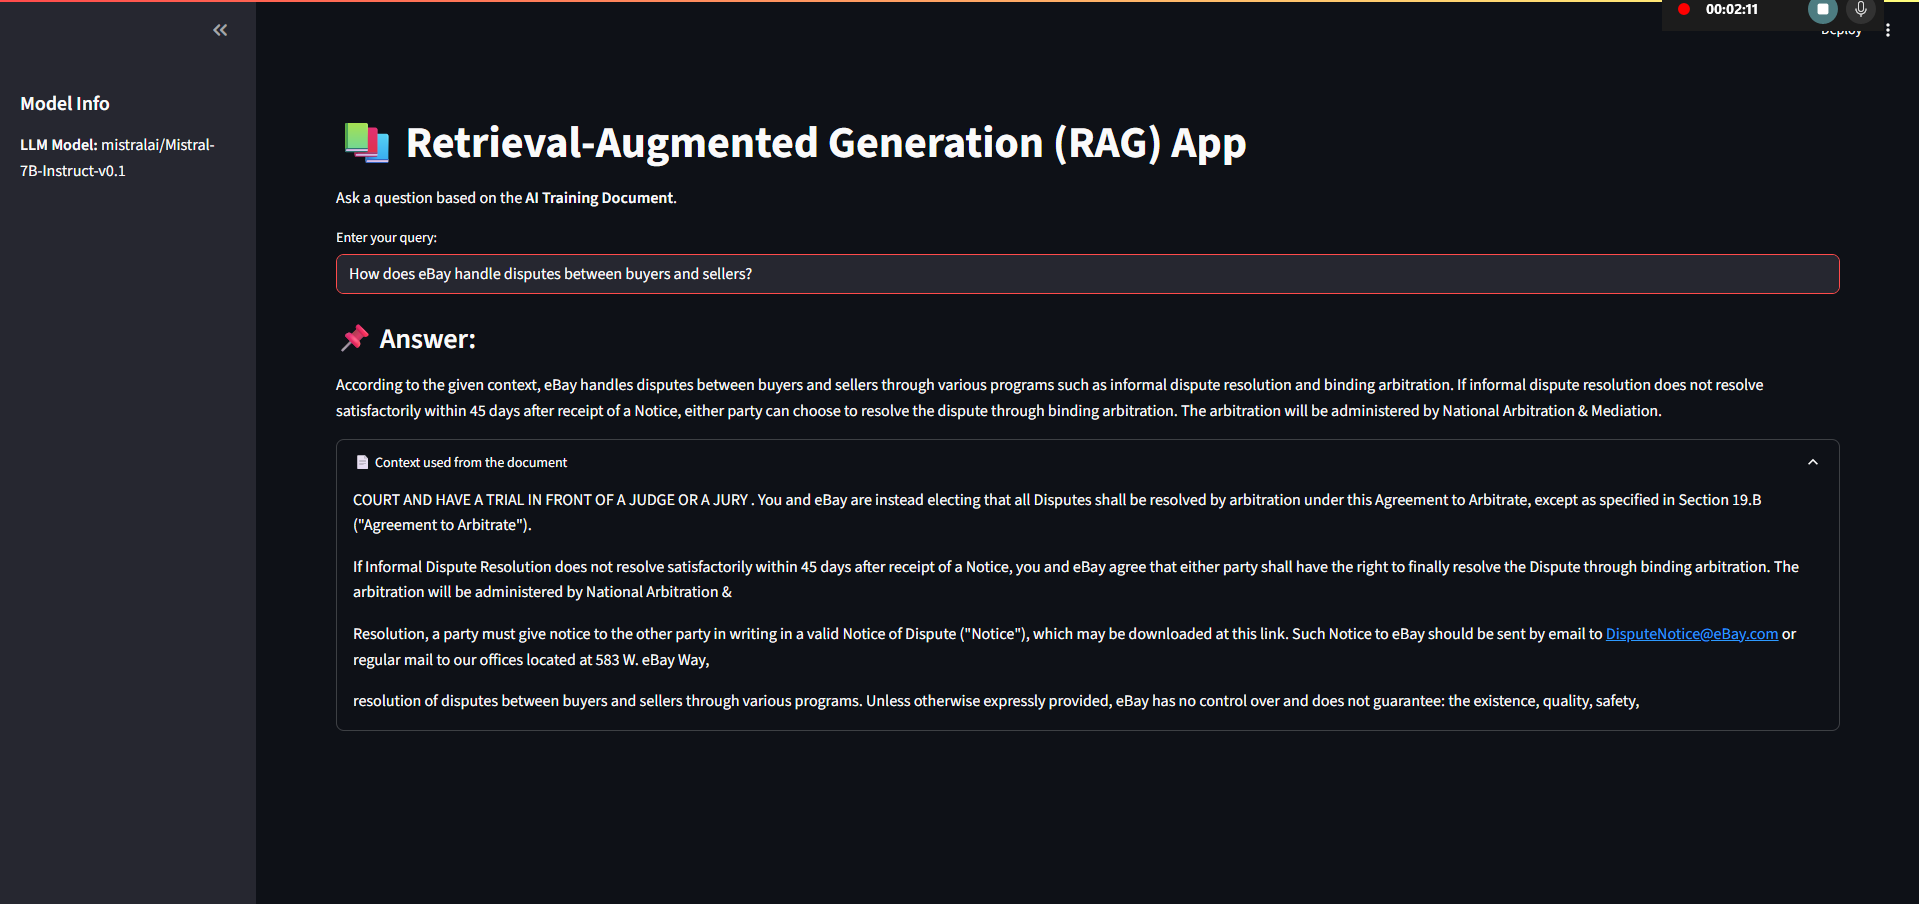 00:02:11
Deploy
Model Info
LLM Model: mistralai/Mistral-
7B-Instruct-v0.1
Retrieval-Augmented Generation (RAG) App
Ask a question based on the AI Training Document.
Enter your query:
How does eBay handle disputes between buyers and sellers?
Answer:
According to the given context, eBay handles disputes between buyers and sellers through various programs such as informal dispute resolution and binding arbitration. If informal dispute resolution does not resolve
satisfactorily within 45 days after receipt of a Notice, either party can choose to resolve the dispute through binding arbitration. The arbitration will be administered by National Arbitration & Mediation.
Context used from the document
COURT AND HAVE A TRIAL IN FRONT OF A JUDGE OR A JURY . You and eBay are instead electing that all Disputes shall be resolved by arbitration under this Agreement to Arbitrate, except as specified in Section 19.B
("Agreement to Arbitrate").
If Informal Dispute Resolution does not resolve satisfactorily within 45 days after receipt of a Notice, you and eBay agree that either party shall have the right to finally resolve the Dispute through binding arbitration. The
arbitration will be administered by National Arbitration &
Resolution, a party must give notice to the other party in writing in a valid Notice of Dispute ("Notice"), which may be downloaded at this link. Such Notice to eBay should be sent by email to DisputeNotice@eBay.com or
regular mail to our offices located at 583 W. eBay Way,
resolution of disputes between buyers and sellers through various programs. Unless otherwise expressly provided, eBay has no control over and does not guarantee: the existence, quality, safety,